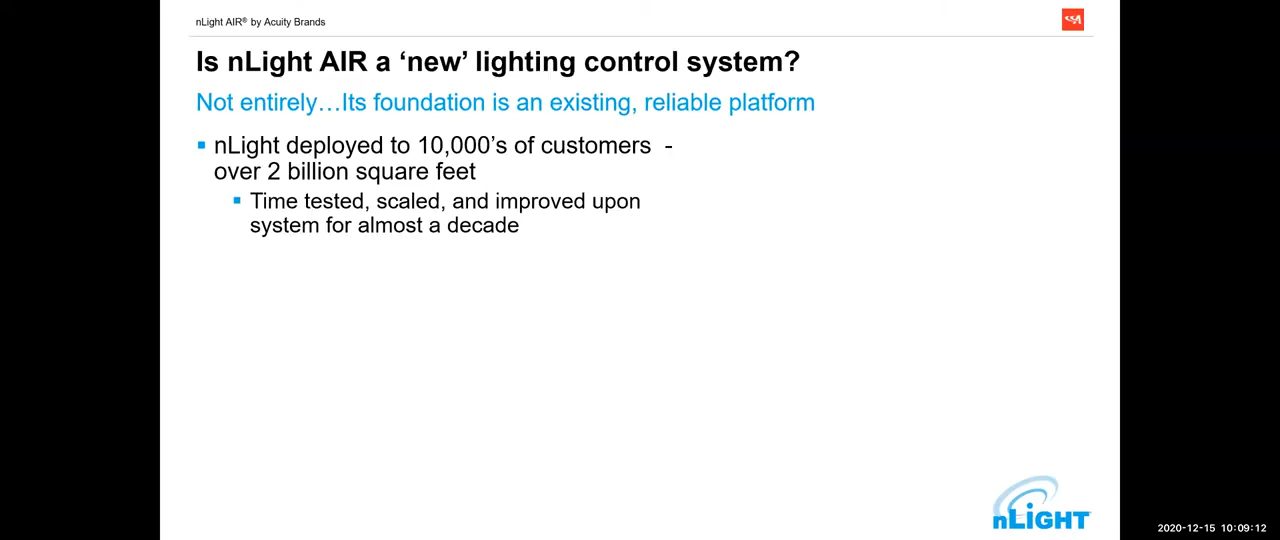 nLight AIR® by Acuity Brands
Is nLight AIR a ‘new’ lighting control system?
Not entirely…Its foundation is an existing, reliable platform
nLight deployed to 10,000’s of customers -
over 2 billion square feet
Time tested, scaled, and improved upon
system for almost a decade
nLIGHT
2020-12-15 10:09:12